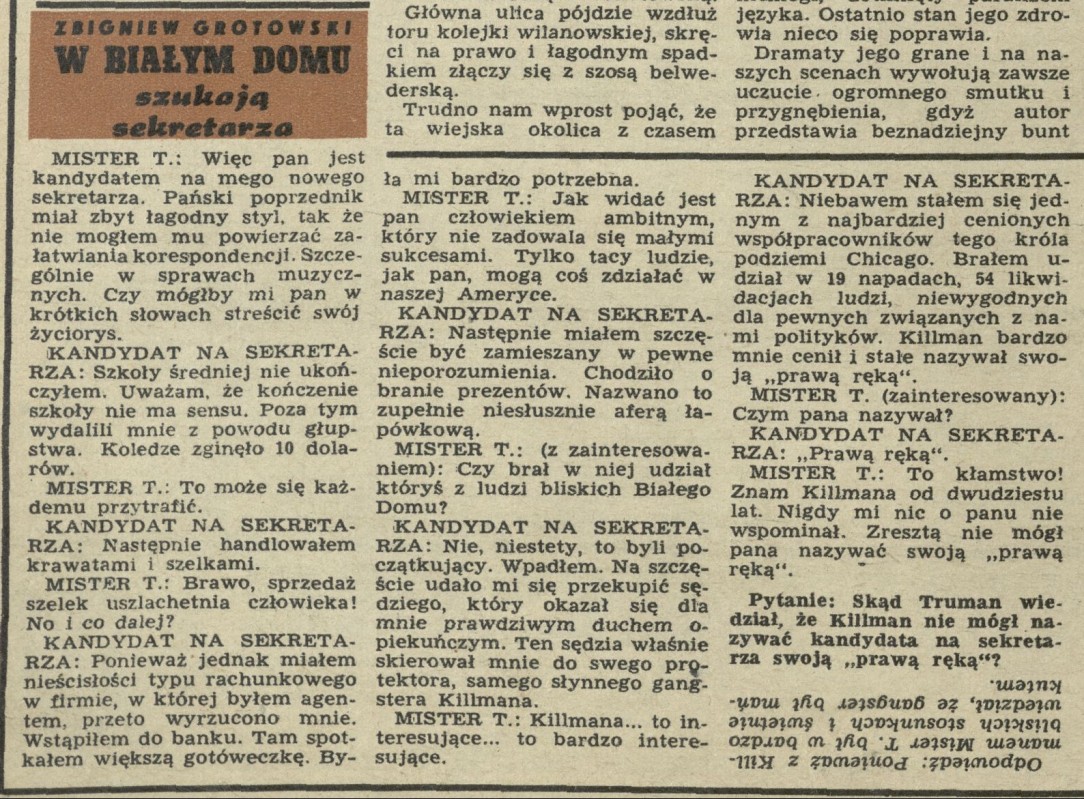 ZBIGNIEW GROTOWSKI
W BIAŁYM DOMU
szukają
sekretarza
MISTER T.: Więc pan jest
kandydatem na mego nowego
sekretarza. Pański poprzednik
miał zbyt łagodny styl, tak że
nie mogłem mu powierzać za-
łatwiania korespondencji. Szcze-
gólnie w sprawach muzycz-
nych. Czy mógłby mi pan w
krótkich słowach streścić swój
życiorys.
KANDYDAT NA SEKRETA-
RZA: Szkoły średniej nie ukoń-
czyłem. Uważam, że kończenie
szkoły nie ma sensu. Poza tym
wydalili mnie z powodu głup-
stwa. Koledze zginęło 10 dola-
rów.
MISTER T.: To może się każ-
demu przytrafić.
KANDYDAT NA SEKRETA-
RZA: Następnie handlowałem
krawatami i szelkami.
MISTER T.: Brawo, sprzedaż
szelek uszlachetnia człowieka!
No i co dalej?
KANDYDAT NA SEKRETA-
RZA: Ponieważ jednak miałem
nieścisłości typu rachunkowego
w firmie, w której byłem agen-
tem, przeto wyrzucono mnie.
Wstąpiłem do banku. Tam spot-
kałem większą gotóweczkę. By-
Główna ulica pójdzie wzdłuż
toru kolejki wilanowskiej, skrę-
ci na prawo i łagodnym spad-
kiem złączy się z szosą belwe-
derską.
Trudno nam wprost pojąć, że
ta wiejska okolica z czasem
języka. Ostatnio stan jego zdro-
wia nieco się poprawia.
Dramaty jego grane i na na-
szych scenach wywołują zawsze
uczucie ogromnego smutku i
przygnębienia, gdyż autor
przedstawia beznadziejny bunt
ła mi bardzo potrzebna.
MISTER T.: Jak widać jest
pan człowiekiem ambitnym,
który nie zadowala się małymi
sukcesami. Tylko tacy ludzie,
jak pan, mogą coś zdziałać w
naszej Ameryce.
KANDYDAT NA SEKRETA-
RZA: Następnie miałem szczę-
ście być zamieszany w pewne
nieporozumienia. Chodziło o
branie prezentów. Nazwano to
zupełnie niesłusznie aferą ła-
pówkową.
MISTER T.: (z zainteresowa-
niem): Czy brał w niej udział
któryś z ludzi bliskich Białego
Domu?
KANDYDAT NA SEKRETA-
RZA: Nie, niestety, to byli po-
czątkujący. Wpadłem. Na szczę-
ście udało mi się przekupić sę-
dziego, który okazał się dla
mnie prawdziwym duchem o-
piekuńczym. Ten sędzia właśnie
skierował mnie do swego pro-
tektora, samego słynnego gang-
stera Killmana.
MISTER T.: Killmana... to in-
teresujące... to bardzo intere-
sujące.
KANDYDAT NA SEKRETA-
RZA: Niebawem stałem się jed-
nym z najbardziej cenionych
współpracowników tego króla
podziemi Chicago. Brałem u-
dział w 19 napadach, 54 likwi-
dacjach ludzi, niewygodnych
dla pewnych związanych z na-
mi polityków. Killman bardzo
mnie cenił i stale nazywał swo-
ją „prawą ręką“.
MISTER T. (zainteresowany):
Czym pana nazywał?
KANDYDAT NA SEKRETA-
RZA: „Prawą ręką“.
MISTER T.: To kłamstwo!
Znam Killmana od dwudziestu
lat. Nigdy mi nic o panu nie
wspominał. Zresztą nie mógł
pana nazywać swoją „prawą
ręką“.
Pytanie: Skąd Truman wie-
dział, że Killman nie mógł na-
zywać kandydata na sekreta-
rza swoją „prawą ręką“?
Odpowiedź: Ponieważ z Kill-
manem Mister T. był w bardzo
bliskich stosunkach i świetnie
wiedział, że gangster był mań-
kutem.